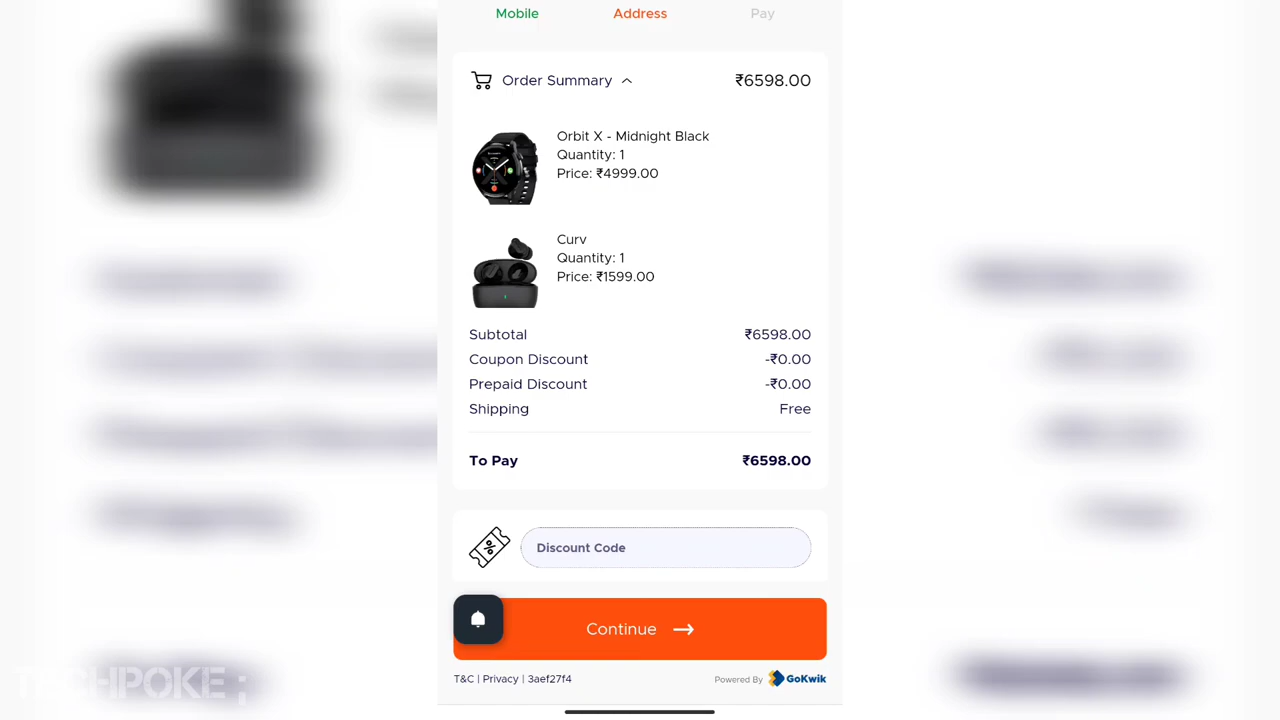 Mobile Address Pay
Order Summary ₹6598.00
Orbit X - Midnight Black
Quantity: 1
Price: ₹4999.00
Curv
Quantity: 1
Price: ₹1599.00
Subtotal ₹6598.00
Coupon Discount -₹0.00
Prepaid Discount -₹0.00
Shipping Free
To Pay ₹6598.00
Discount Code
Continue
T&C | Privacy | 3aef27f4 Powered By GoKwik
TECHPOKE ;